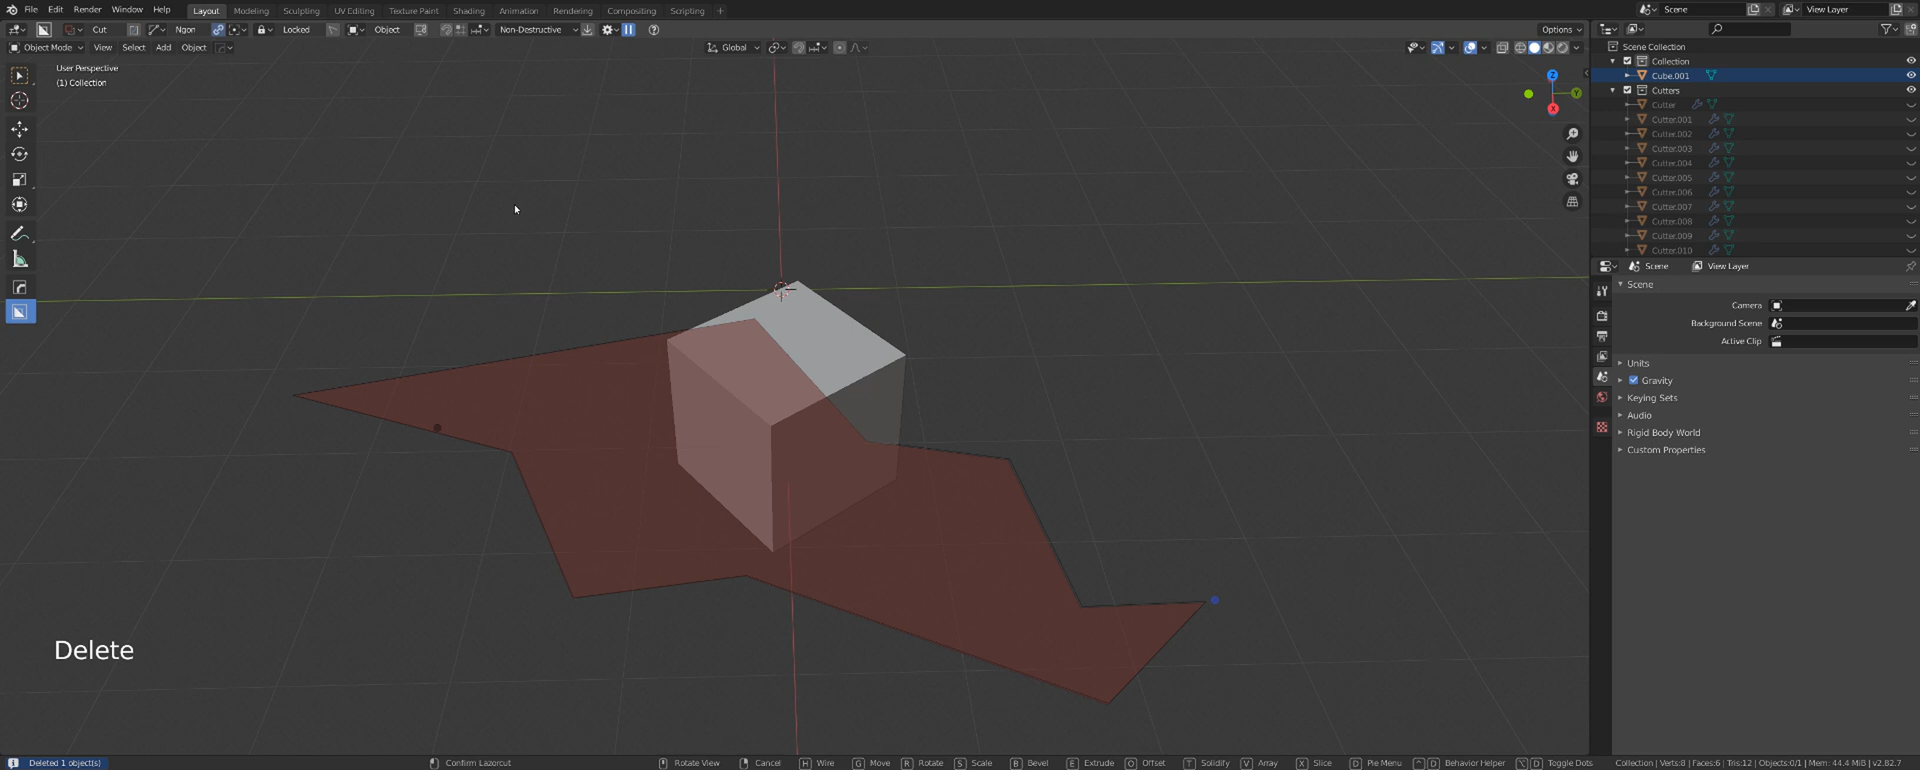 File Edit Render Window Help Layout Modeling Sculpting UV Editing Texture Paint Shading Animation Rendering Compositing Scripting + Scene View Layer
Cut Ngon Locked Object Non-Destructive Options
Object Mode View Select Add Object Global
User Perspective
(1) Collection
Z
Y
X
Scene Collection
Collection
Cube.001
Cutters
Cutter
Cutter.001
Cutter.002
Cutter.003
Cutter.004
Cutter.005
Cutter.006
Cutter.007
Cutter.008
Cutter.009
Cutter.010
Scene View Layer
Scene
Camera
Background Scene
Active Clip
Units
Gravity
Keying Sets
Audio
Rigid Body World
Custom Properties
Delete
Deleted 1 object(s) Confirm Lazorcut Rotate View Cancel H Wire G Move R Rotate S Scale B Bevel E Extrude O Offset T Solidify V Array X Slice D Pie Menu ^ D Behavior Helper D Toggle Dots Collection | Verts:8 | Faces:6 | Tris:12 | Objects:0/1 | Mem: 44.4 MiB | v2.82.7